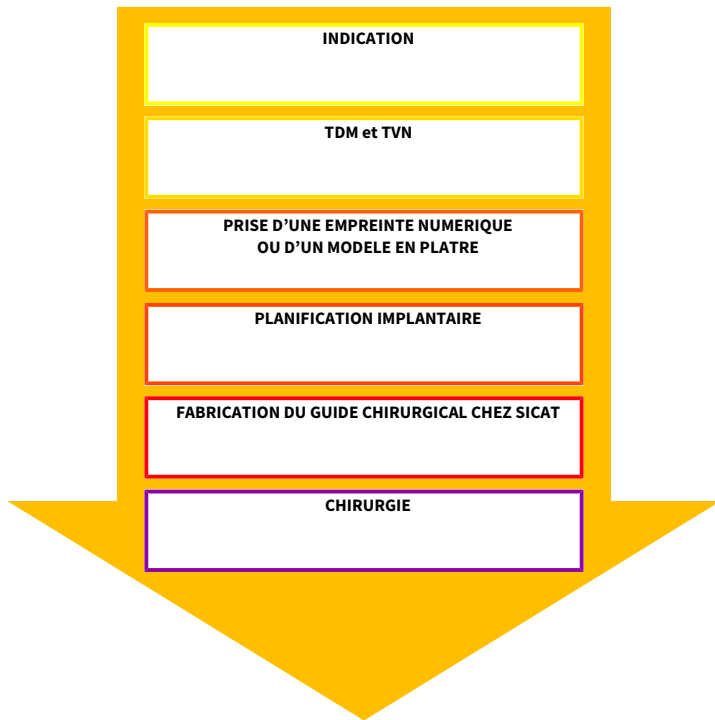 INDICATION
TDM et TVN
PRISE D’UNE EMPREINTE NUMERIQUE
OU D’UN MODELE EN PLATRE
PLANIFICATION IMPLANTAIRE
FABRICATION DU GUIDE CHIRURGICAL CHEZ SICAT
CHIRURGIE